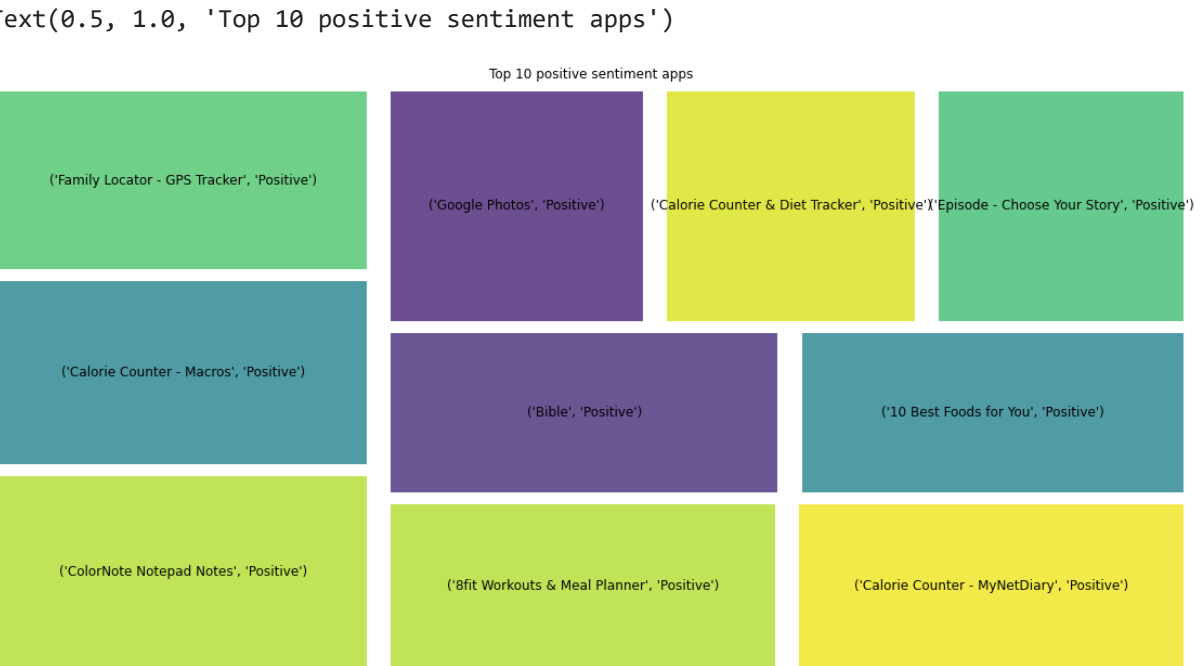 Text(0.5, 1.0, 'Top 10 positive sentiment apps')
Top 10 positive sentiment apps
('Family Locator - GPS Tracker', 'Positive')
('Google Photos', 'Positive')
('Calorie Counter & Diet Tracker', 'Positive')
('Episode - Choose Your Story', 'Positive')
('Calorie Counter - Macros', 'Positive')
('Bible', 'Positive')
('10 Best Foods for You', 'Positive')
('ColorNote Notepad Notes', 'Positive')
('8fit Workouts & Meal Planner', 'Positive')
('Calorie Counter - MyNetDiary', 'Positive')